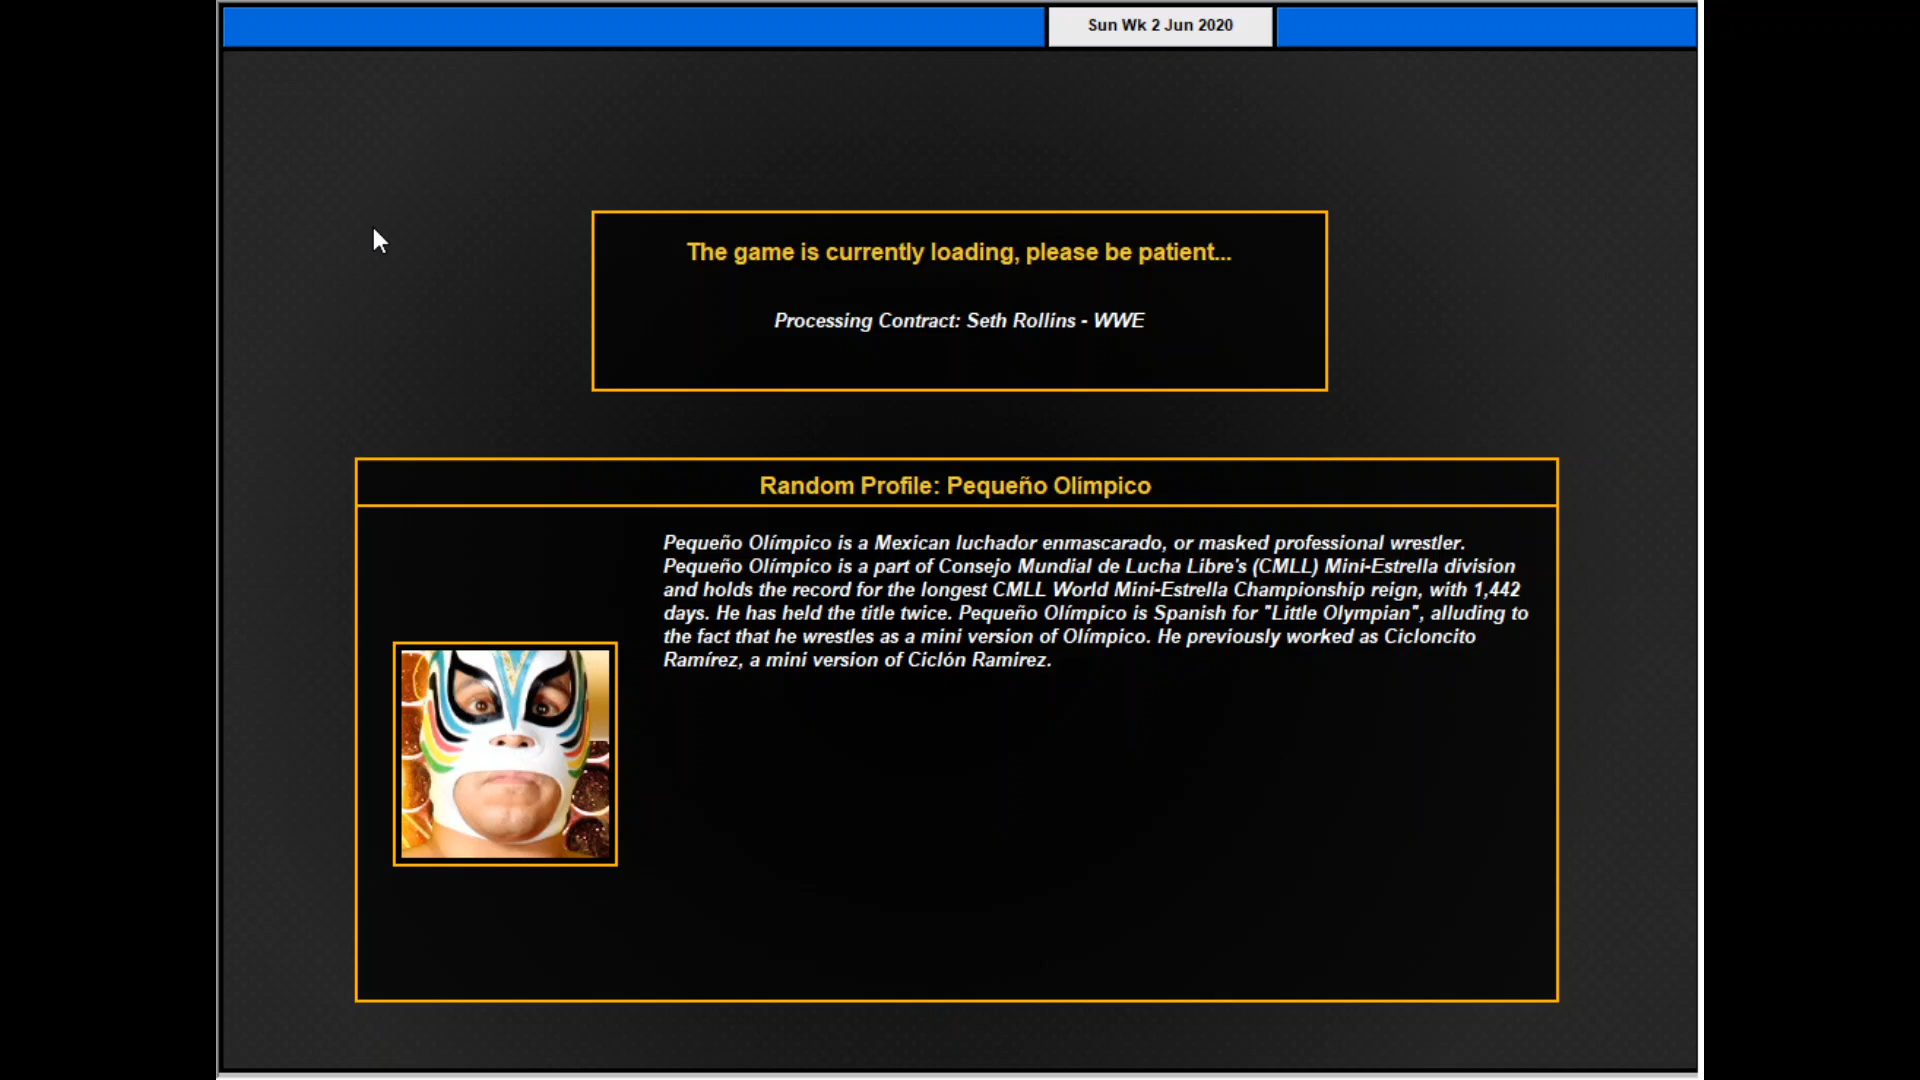 Sun Wk 2 Jun 2020
The game is currently loading, please be patient...
Processing Contract: Seth Rollins - WWE
Random Profile: Pequeño Olímpico
Pequeño Olímpico is a Mexican luchador enmascarado, or masked professional wrestler.
Pequeño Olímpico is a part of Consejo Mundial de Lucha Libre's (CMLL) Mini-Estrella division
and holds the record for the longest CMLL World Mini-Estrella Championship reign, with 1,442
days. He has held the title twice. Pequeño Olímpico is Spanish for "Little Olympian", alluding to
the fact that he wrestles as a mini version of Olímpico. He previously worked as Cicloncito
Ramírez, a mini version of Ciclón Ramirez.